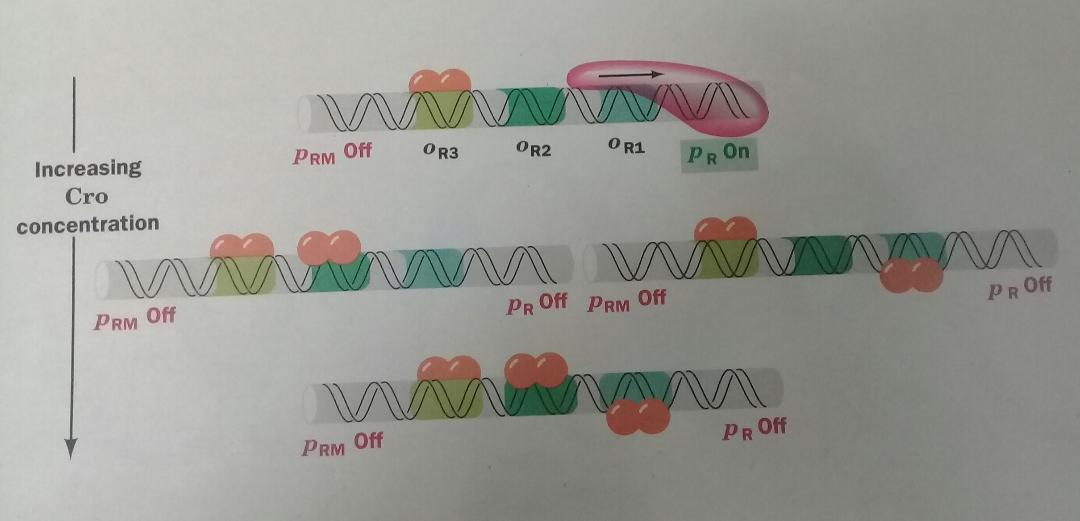 Increasing
Cro
concentration
PRM Off
OR3
OR2
OR1
PR On
PRM Off
PR Off
PRM Off
PR Off
PRM Off
PR Off